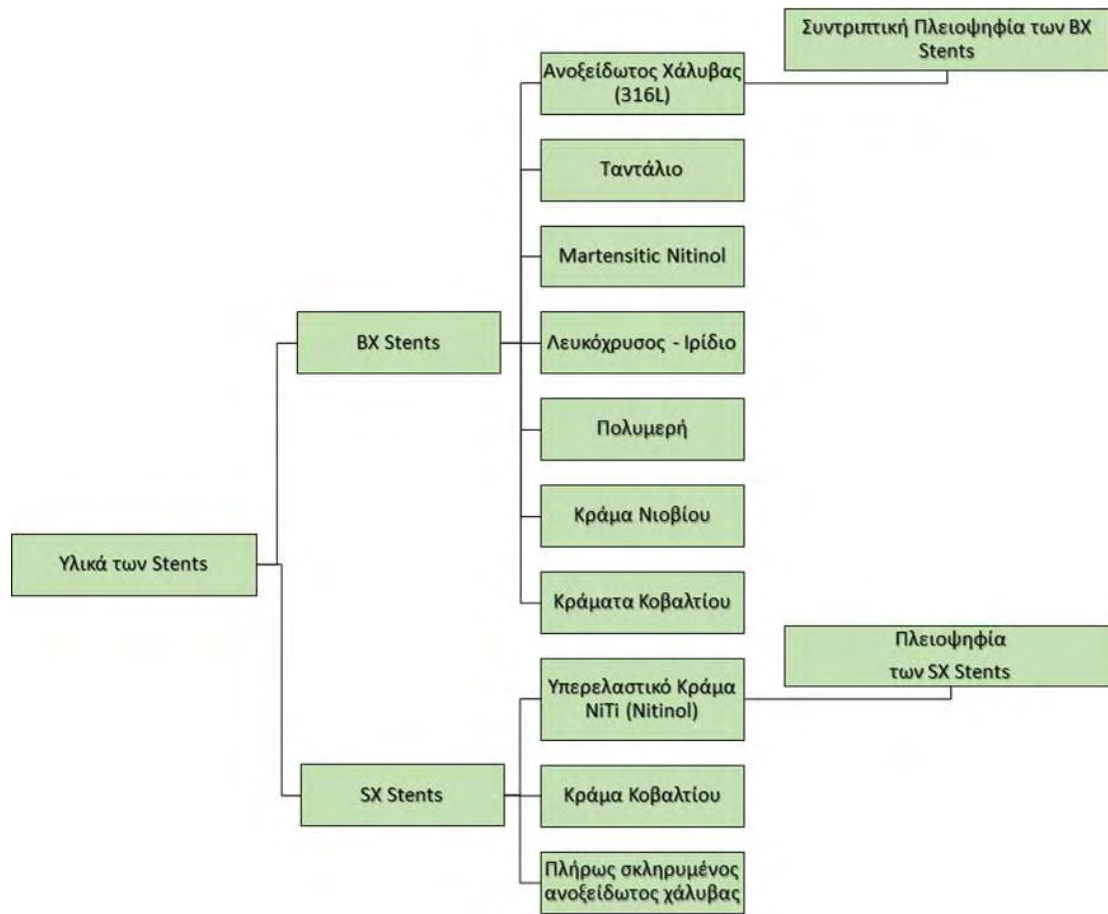 Συντριπτική Πλειοψηφία των BX
Stents
Ανοξείδωτος Χάλυβας
(316L)
Ταντάλιο
Martensitic Nitinol
Λευκόχρυσος - Ιρίδιο
BX Stents
Πολυμερή
Κράμα Νιοβίου
Υλικά των Stents
Κράματα Κοβαλτίου
Πλειοψηφία
των SX Stents
Υπερελαστικό Κράμα
NiTi (Nitinol)
SX Stents
Κράμα Κοβαλτίου
Πλήρως σκληρυμένος
ανοξείδωτος χάλυβας